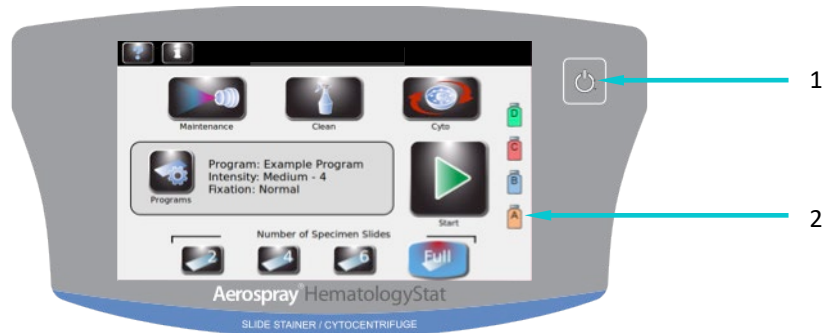 ? i
1
Maintenance Clean Cyto
D
C
Program: Example Program
Intensity: Medium - 4
Fixation: Normal
B
Programs
Start
A
2
Number of Specimen Slides
2 4 6 Full
Aerospray® HematologyStat
SLIDE STAINER / CYTOCENTRIFUGE